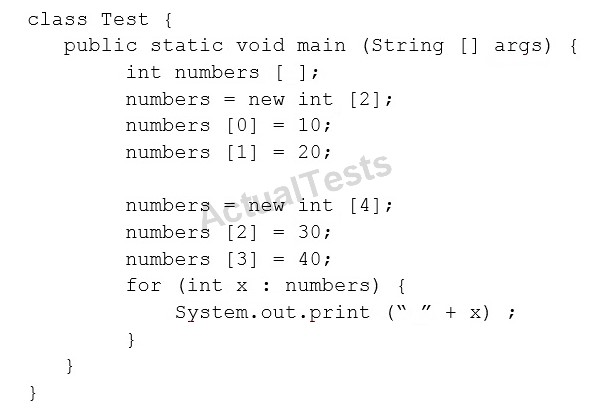 class Test {
public static void main (String [] args) {
int numbers [ ];
numbers = new int [2];
numbers [0] = 10;
numbers [1] = 20;
ActualTests
numbers = new int [4];
numbers [2] = 30;
numbers [3] = 40;
for (int x : numbers) {
System.out.print (“ ” + x) ;
}
}
}